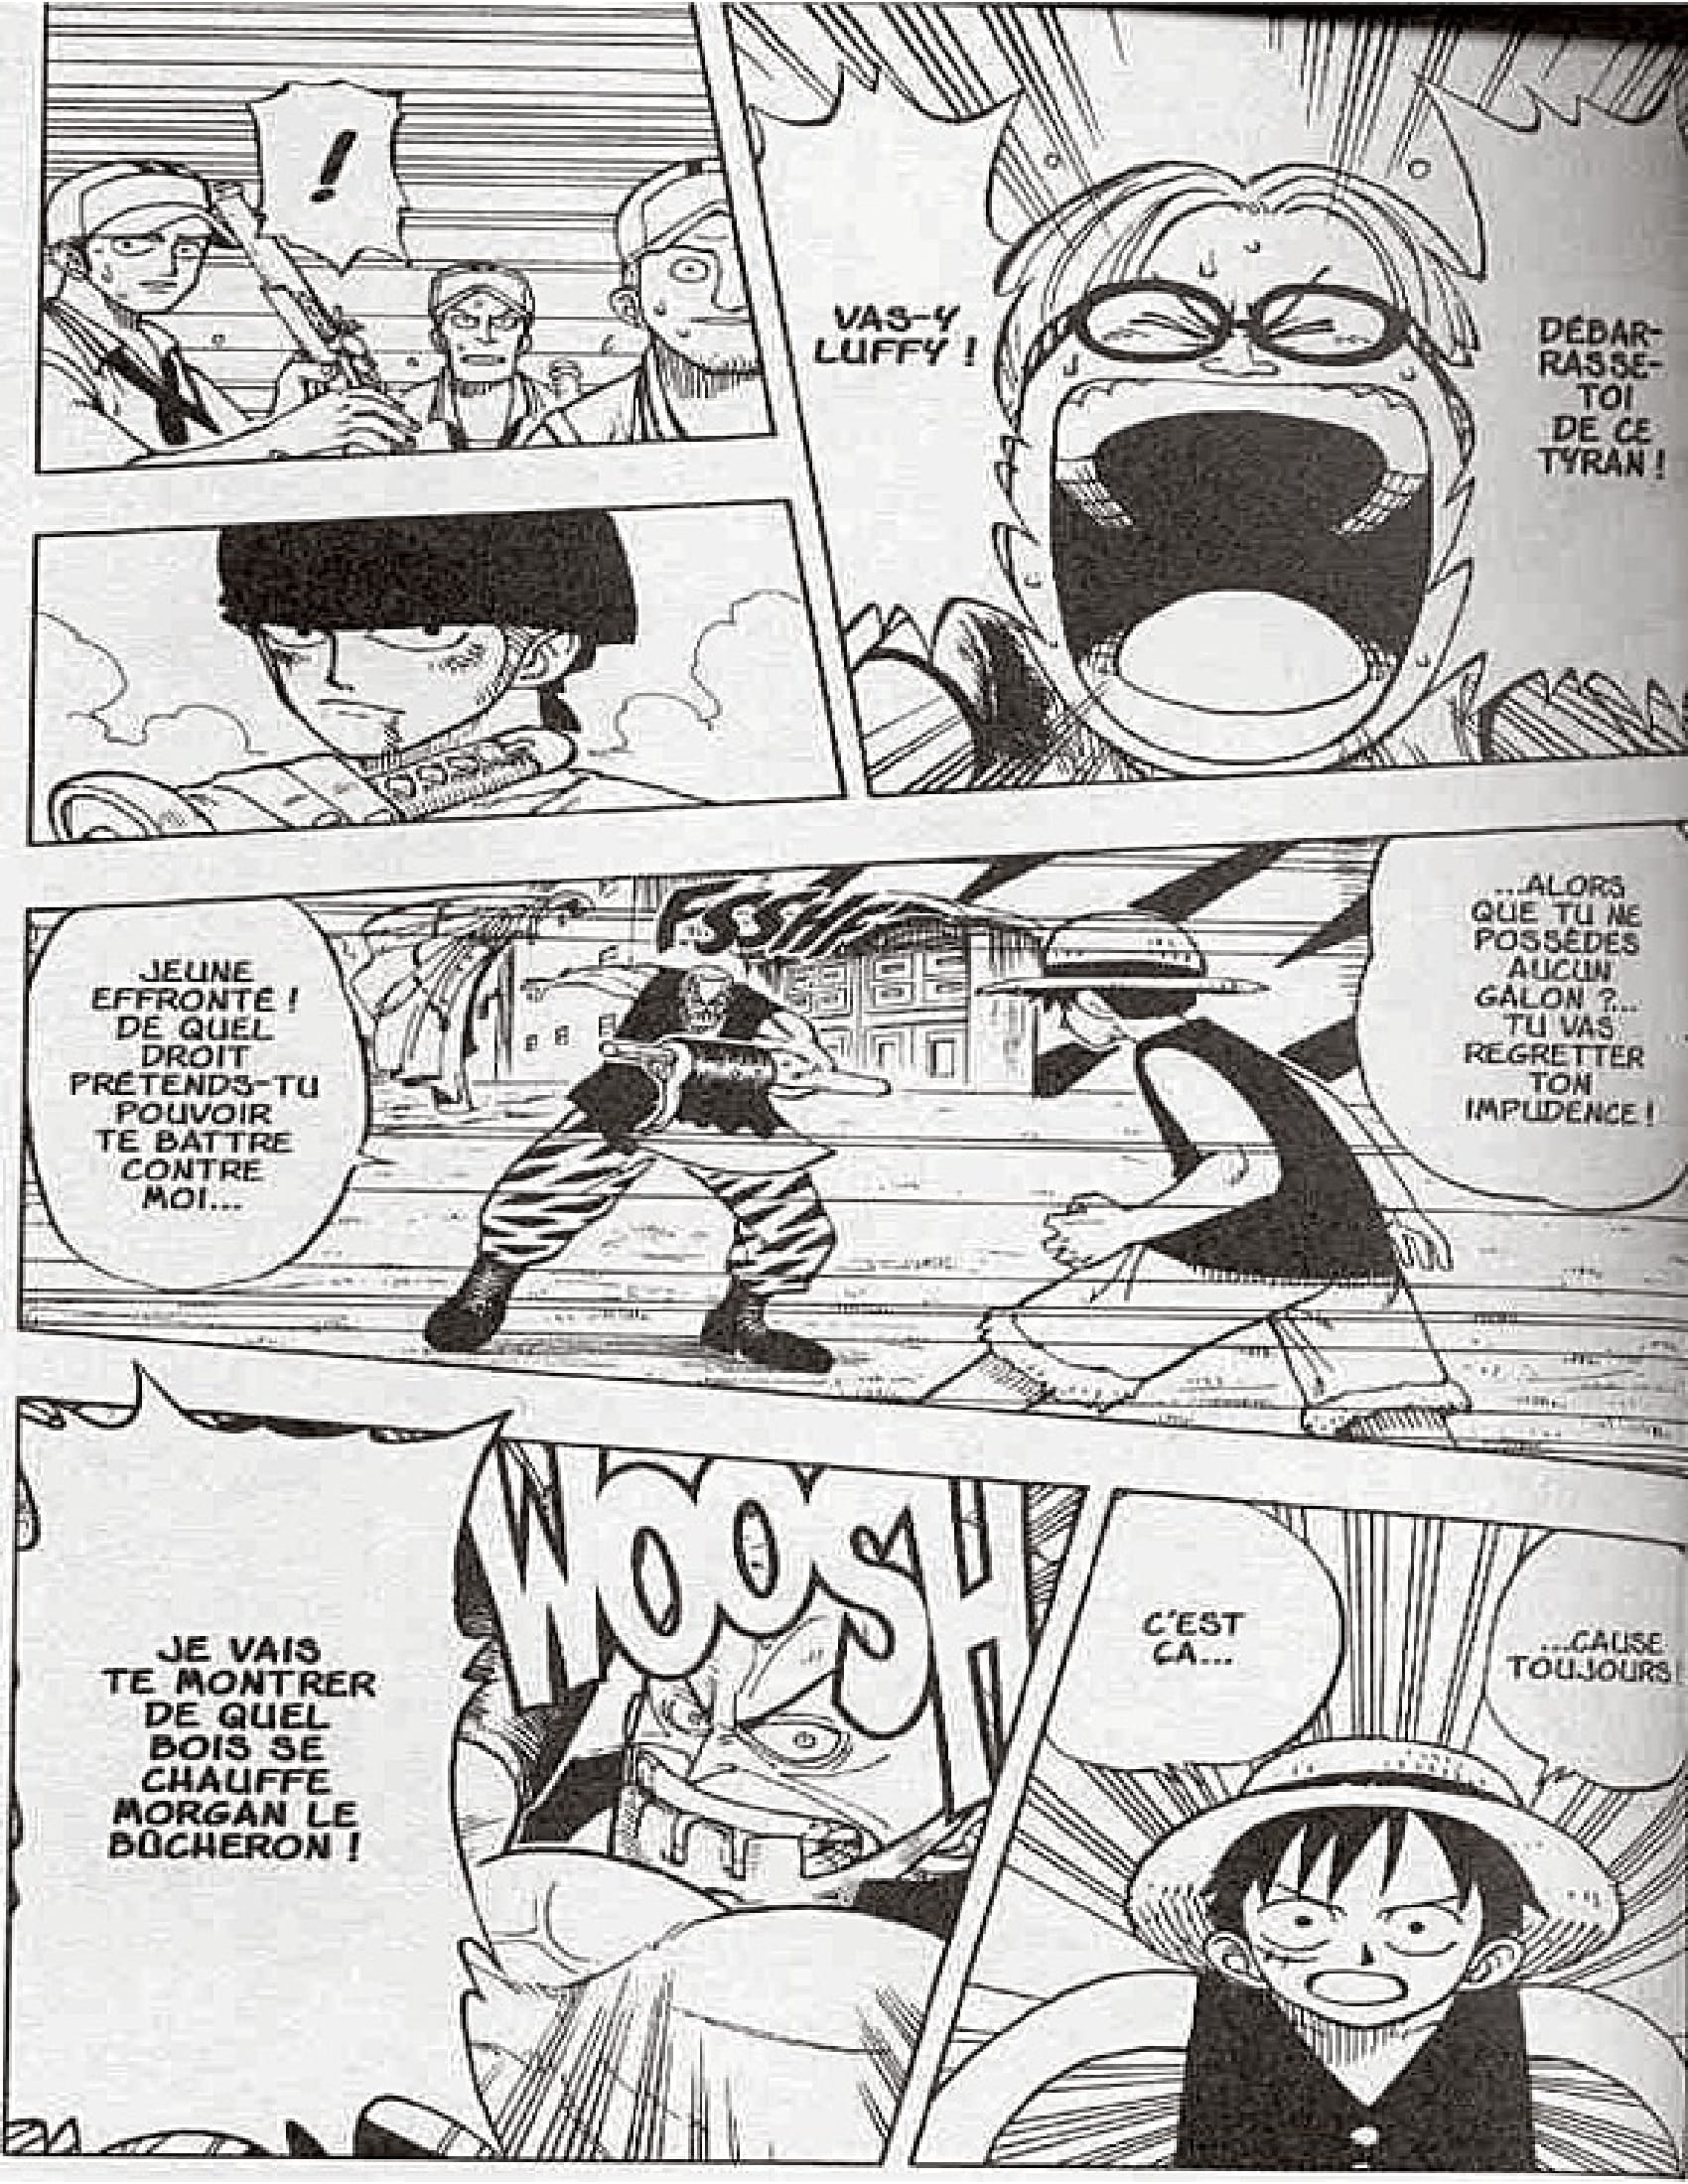 !
VAS-Y
LUFFY !
DÉBAR-
RASSE-
TOI
DE CE
TYRAN !
JEUNE
EFFRONTÉ !
DE QUEL
DROIT
PRÉTENDS-TU
POUVOIR
TE BATTRE
CONTRE
MOI...
...ALORS
QUE TU NE
POSSÈDES
AUCUN
GALON ?...
TU VAS
REGRETTER
TON
IMPUDENCE !
JE VAIS
TE MONTRER
DE QUEL
BOIS SE
CHAUFFE
MORGAN LE
BÛCHERON !
WOOSH
C'EST
ÇA...
...CAUSE
TOUJOURS !